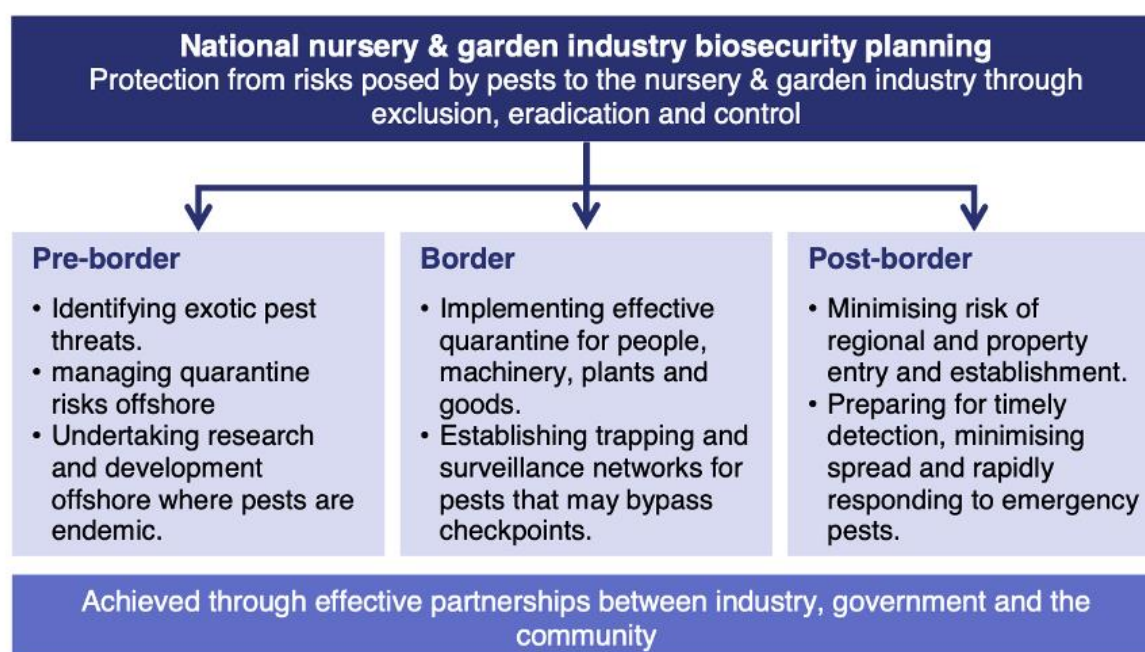 National nursery & garden industry biosecurity planning
Protection from risks posed by pests to the nursery & garden industry through
exclusion, eradication and control
Pre-border
• Identifying exotic pest
threats.
• managing quarantine
risks offshore
• Undertaking research
and development
offshore where pests are
endemic.
Border
• Implementing effective
quarantine for people,
machinery, plants and
goods.
• Establishing trapping and
surveillance networks for
pests that may bypass
checkpoints.
Post-border
• Minimising risk of
regional and property
entry and establishment.
• Preparing for timely
detection, minimising
spread and rapidly
responding to emergency
pests.
Achieved through effective partnerships between industry, government and the
community